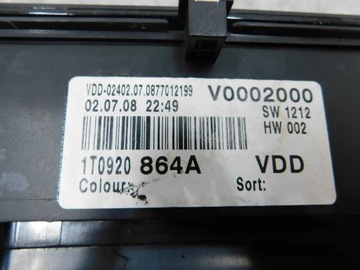 VDD-02402.07.0877012199 V0002000
02.07.08 22:49 SW 1212
HW 002
1T0920 864A VDD
Colour: Sort: